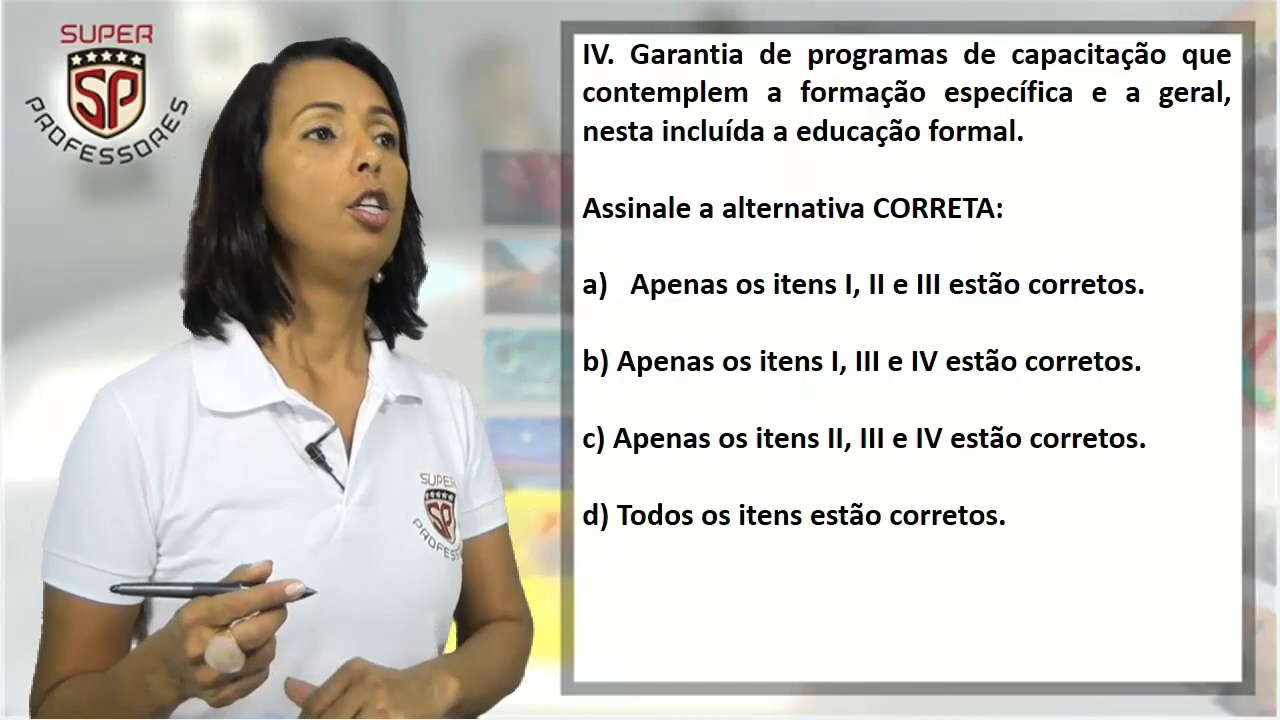 SUPER
SP
PROFESSORES
IV. Garantia de programas de capacitação que
contemplem a formação específica e a geral,
nesta incluída a educação formal.
Assinale a alternativa CORRETA:
a) Apenas os itens I, II e III estão corretos.
b) Apenas os itens I, III e IV estão corretos.
c) Apenas os itens II, III e IV estão corretos.
d) Todos os itens estão corretos.
SUPER
SP
PROFESSORES